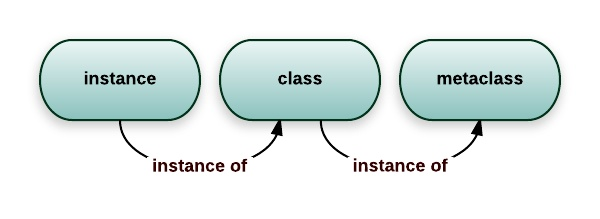 instance
class
metaclass
instance of
instance of